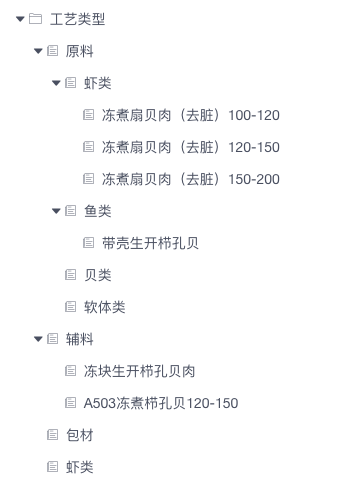 工艺类型
原料
虾类
冻煮扇贝肉（去脏）100-120
冻煮扇贝肉（去脏）120-150
冻煮扇贝肉（去脏）150-200
鱼类
带壳生开栉孔贝
贝类
软体类
辅料
冻块生开栉孔贝肉
A503冻煮栉孔贝120-150
包材
虾类